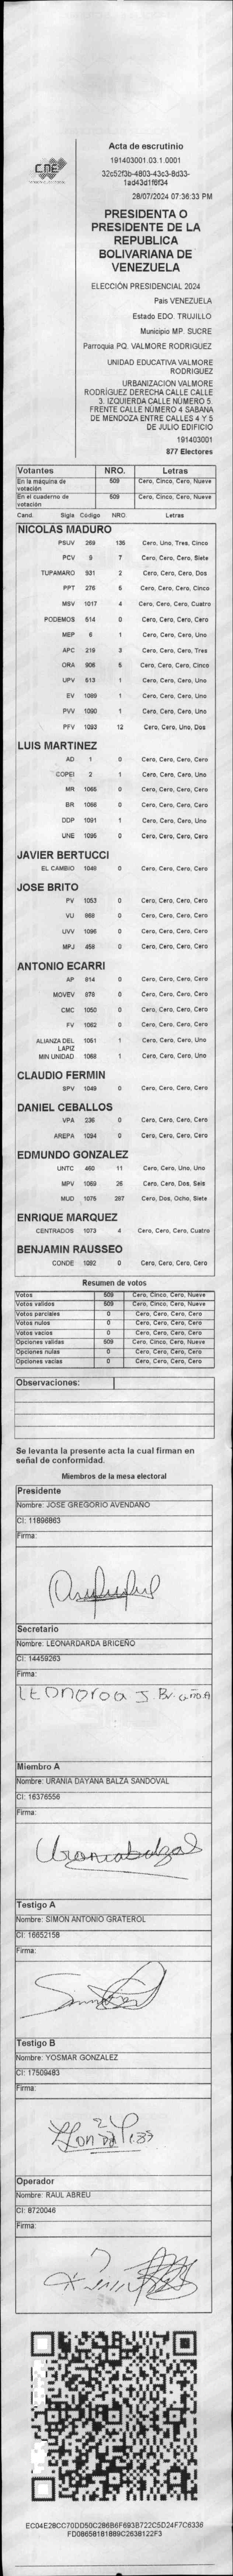 CNE
Acta de escrutinio
191403001.03.1.0001
32c52f3b-4803-43c3-8d33-
1ad43d1f6f34
28/07/2024 07:36:33 PM
PRESIDENTA O
PRESIDENTE DE LA
REPUBLICA
BOLIVARIANA DE
VENEZUELA
ELECCIÓN PRESIDENCIAL 2024
Pais VENEZUELA
Estado EDO. TRUJILLO
Municipio MP. SUCRE
Parroquia PQ. VALMORE RODRIGUEZ
UNIDAD EDUCATIVA VALMORE
RODRIGUEZ
URBANIZACION VALMORE
RODRÍGUEZ DERECHA CALLE CALLE
3. IZQUIERDA CALLE NÚMERO 5.
FRENTE CALLE NÚMERO 4 SABANA
DE MENDOZA ENTRE CALLES 4 Y 5
DE JULIO EDIFICIO
191403001
877 Electores
Votantes NRO. Letras
En la máquina de votación 509 Cero, Cinco, Cero, Nueve
En el cuaderno de votación 509 Cero, Cinco, Cero, Nueve
Cand. Sigla Código NRO. Letras
NICOLAS MADURO
PSUV 269 135 Cero, Uno, Tres, Cinco
PCV 9 7 Cero, Cero, Cero, Siete
TUPAMARO 931 2 Cero, Cero, Cero, Dos
PPT 275 5 Cero, Cero, Cero, Cinco
MSV 1017 4 Cero, Cero, Cero, Cuatro
PODEMOS 514 0 Cero, Cero, Cero, Cero
MEP 6 1 Cero, Cero, Cero, Uno
APC 219 3 Cero, Cero, Cero, Tres
ORA 906 5 Cero, Cero, Cero, Cinco
UPV 513 1 Cero, Cero, Cero, Uno
EV 1089 1 Cero, Cero, Cero, Uno
PVV 1090 1 Cero, Cero, Cero, Uno
PFV 1093 12 Cero, Cero, Uno, Dos
LUIS MARTINEZ
AD 1 0 Cero, Cero, Cero, Cero
COPEI 2 1 Cero, Cero, Cero, Uno
MR 1065 0 Cero, Cero, Cero, Cero
BR 1066 0 Cero, Cero, Cero, Cero
DDP 1091 1 Cero, Cero, Cero, Uno
UNE 1095 0 Cero, Cero, Cero, Cero
JAVIER BERTUCCI
EL CAMBIO 1048 0 Cero, Cero, Cero, Cero
JOSE BRITO
PV 1053 0 Cero, Cero, Cero, Cero
VU 868 0 Cero, Cero, Cero, Cero
UVV 1096 0 Cero, Cero, Cero, Cero
MPJ 458 0 Cero, Cero, Cero, Cero
ANTONIO ECARRI
AP 814 0 Cero, Cero, Cero, Cero
MOVEV 678 0 Cero, Cero, Cero, Cero
CMC 1050 0 Cero, Cero, Cero, Cero
FV 1062 0 Cero, Cero, Cero, Cero
ALIANZA DEL LAPIZ 1061 1 Cero, Cero, Cero, Uno
MIN UNIDAD 1068 1 Cero, Cero, Cero, Uno
CLAUDIO FERMIN
SPV 1049 0 Cero, Cero, Cero, Cero
DANIEL CEBALLOS
VPA 236 0 Cero, Cero, Cero, Cero
AREPA 1094 0 Cero, Cero, Cero, Cero
EDMUNDO GONZALEZ
UNTC 460 11 Cero, Cero, Uno, Uno
MPV 1069 26 Cero, Cero, Dos, Seis
MUD 1075 287 Cero, Dos, Ocho, Siete
ENRIQUE MARQUEZ
CENTRADOS 1073 4 Cero, Cero, Cero, Cuatro
BENJAMIN RAUSSEO
CONDE 1092 0 Cero, Cero, Cero, Cero
Resumen de votos
Votos 509 Cero, Cinco, Cero, Nueve
Votos validos 509 Cero, Cinco, Cero, Nueve
Votos parciales 0 Cero, Cero, Cero, Cero
Votos nulos 0 Cero, Cero, Cero, Cero
Votos vacios 0 Cero, Cero, Cero, Cero
Opciones validas 509 Cero, Cinco, Cero, Nueve
Opciones nulas 0 Cero, Cero, Cero, Cero
Opciones vacias 0 Cero, Cero, Cero, Cero
Observaciones:
Se levanta la presente acta la cual firman en
señal de conformidad.
Miembros de la mesa electoral
Presidente
Nombre: JOSE GREGORIO AVENDAÑO
CI: 11896863
Firma:
Secretario
Nombre: LEONARDARDA BRICEÑO
CI: 14459263
Firma:
Miembro A
Nombre: URANIA DAYANA BALZA SANDOVAL
CI: 16376556
Firma:
Testigo A
Nombre: SIMON ANTONIO GRATEROL
CI: 16652158
Firma:
Testigo B
Nombre: YOSMAR GONZALEZ
CI: 17509483
Firma:
Operador
Nombre: RAUL ABREU
CI: 8720046
Firma:
EC04E28CC70DD50C286B6F693B722C5D24F7C6336
FD08658181889C2638122F3